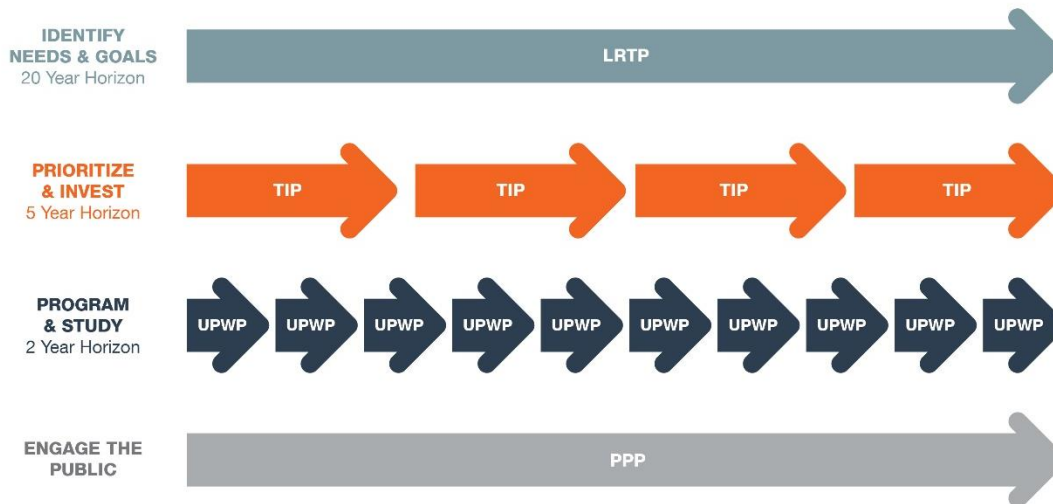 IDENTIFY
NEEDS & GOALS
20 Year Horizon
LRTP
PRIORITIZE
& INVEST
5 Year Horizon
TIP TIP TIP TIP
PROGRAM
& STUDY
2 Year Horizon
UPWP UPWP UPWP UPWP UPWP UPWP UPWP UPWP UPWP UPWP
ENGAGE THE
PUBLIC
PPP